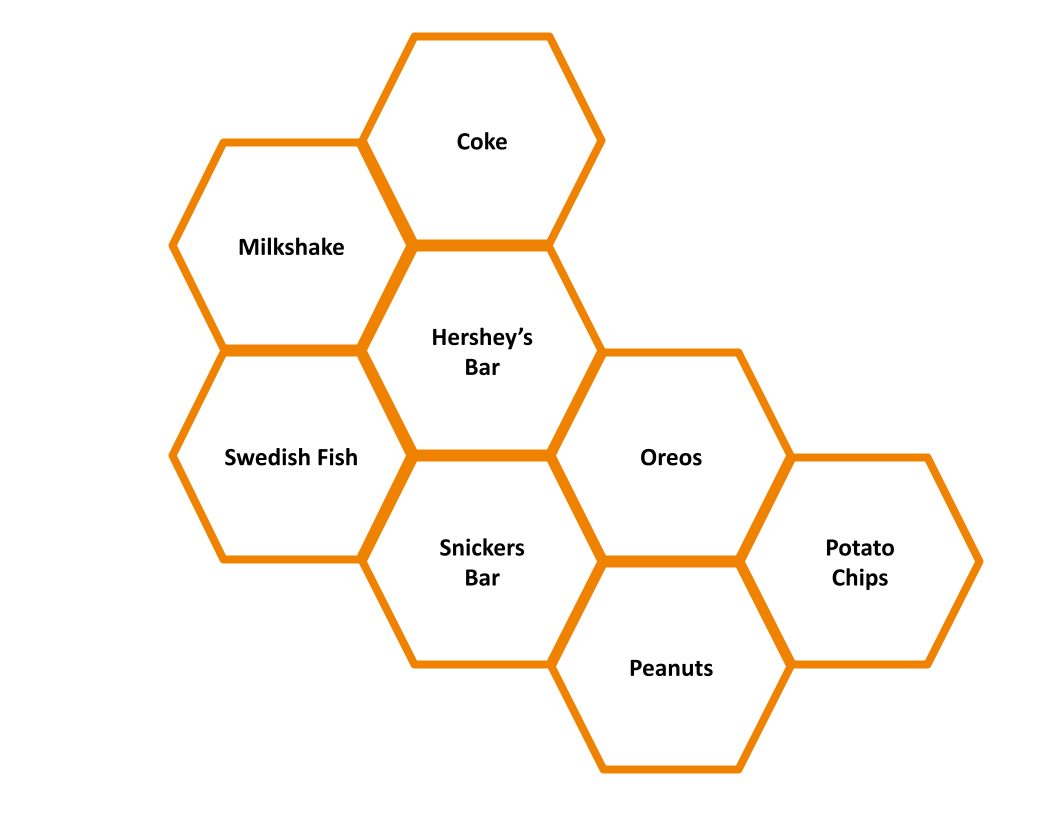 Coke
Milkshake
Hershey’s
Bar
Swedish Fish
Oreos
Snickers
Bar
Potato
Chips
Peanuts